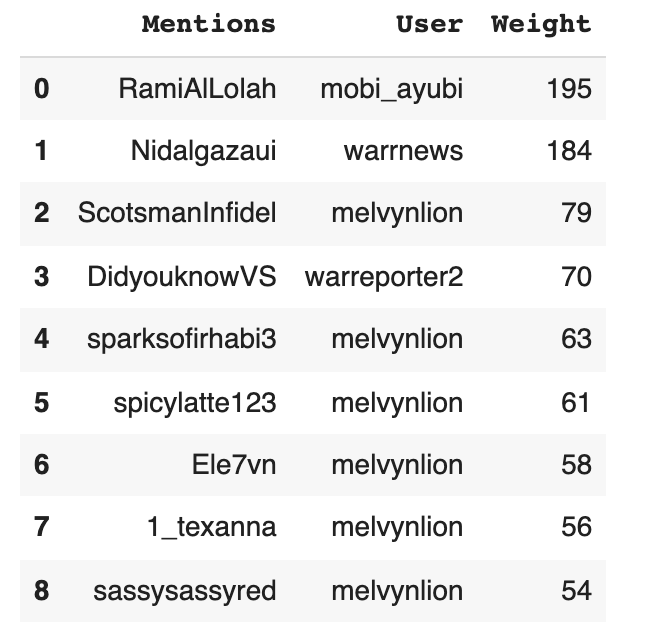 Mentions User Weight
0 RamiAlLolah mobi_ayubi 195
1 Nidalgazaui warrnews 184
2 ScotsmanInfidel melvynlion 79
3 DidyouknowVS warreporter2 70
4 sparksofirhabi3 melvynlion 63
5 spicylatte123 melvynlion 61
6 Ele7vn melvynlion 58
7 1_texanna melvynlion 56
8 sassysassyred melvynlion 54